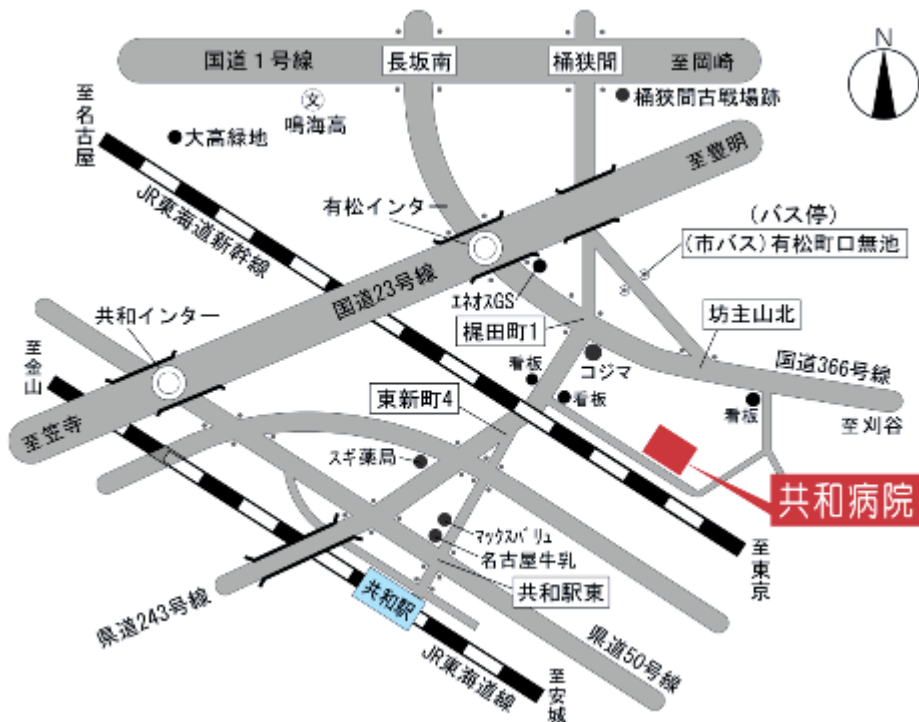 N
国道1号線
長坂南
桶狭間
至岡崎
至名古屋
文
鳴海高
大高緑地
桶狭間古戦場跡
至豊明
JR東海道新幹線
有松インター
(バス停)
(市バス)有松町口無池
国道23号線
エネオスGS
梶田町1
坊主山北
共和インター
至金山
看板
コジマ
国道366号線
東新町4
看板
看板
至刈谷
至笠寺
スギ薬局
共和病院
マックスバリュ
名古屋牛乳
至東京
共和駅東
共和駅
県道243号線
県道50号線
JR東海道線
至安城